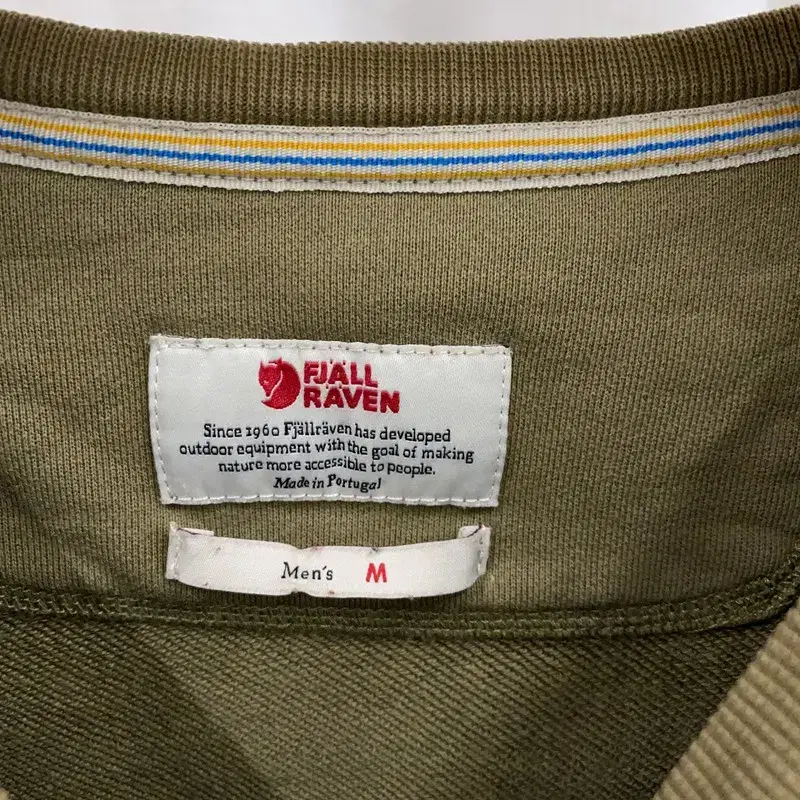 FJÄLL
RÄVEN
Since 1960 Fjällräven has developed
outdoor equipment with the goal of making
nature more accessible to people.
Made in Portugal
Men's M